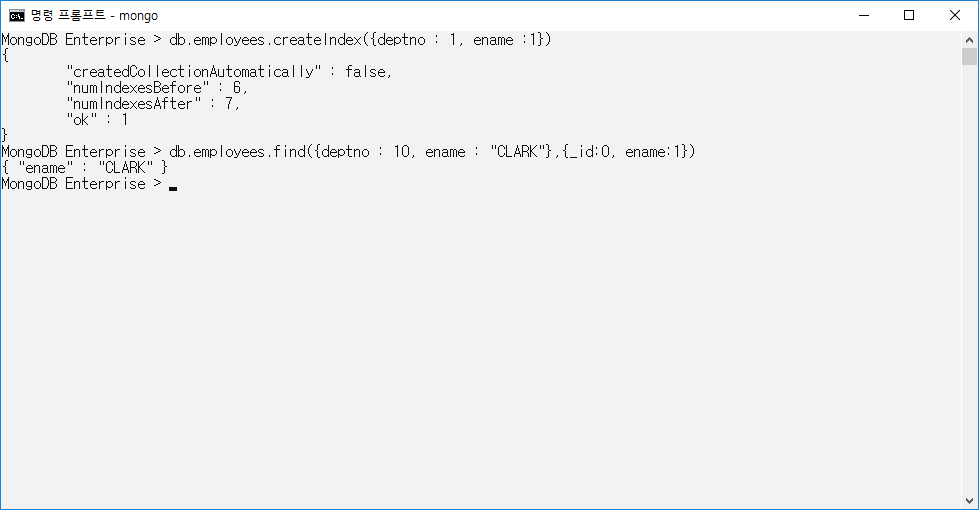 명령 프롬프트 - mongo
MongoDB Enterprise > db.employees.createIndex({deptno : 1, ename :1})
{
        "createdCollectionAutomatically" : false,
        "numIndexesBefore" : 6,
        "numIndexesAfter" : 7,
        "ok" : 1
}
MongoDB Enterprise > db.employees.find({deptno : 10, ename : "CLARK"},{_id:0, ename:1})
{ "ename" : "CLARK" }
MongoDB Enterprise >